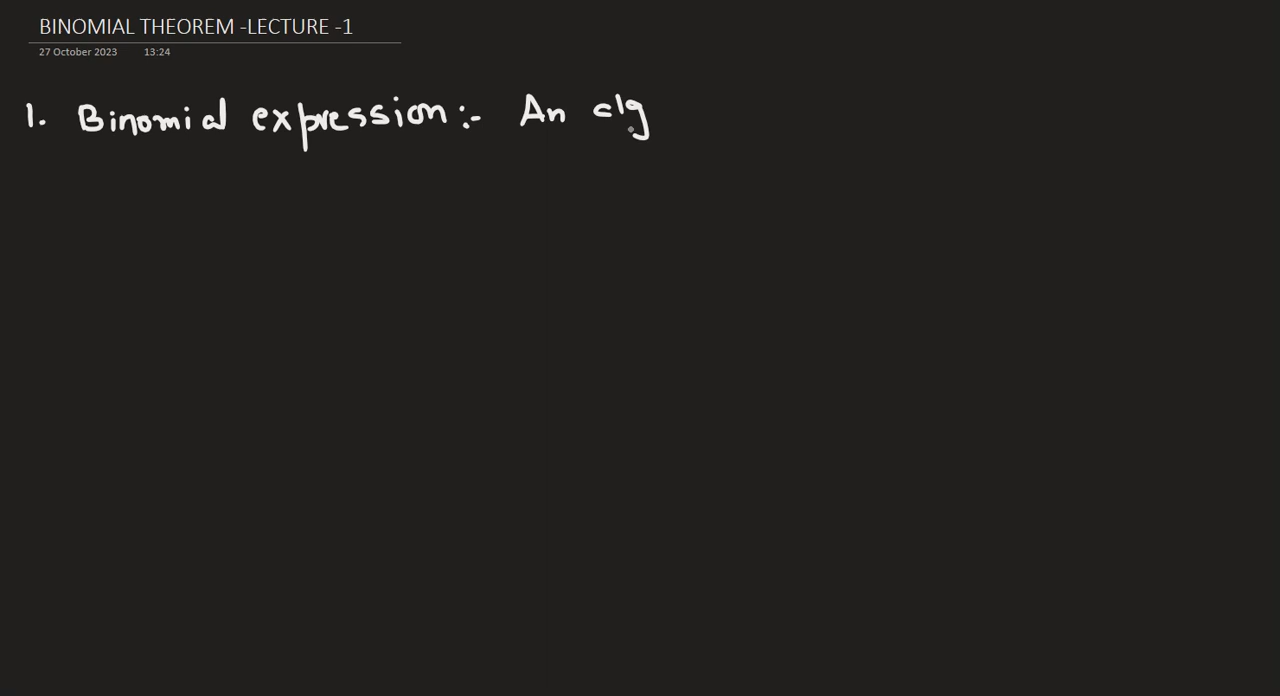 BINOMIAL THEOREM -LECTURE -1
27 October 2023 13:24
1. Binomial expression :- An alg